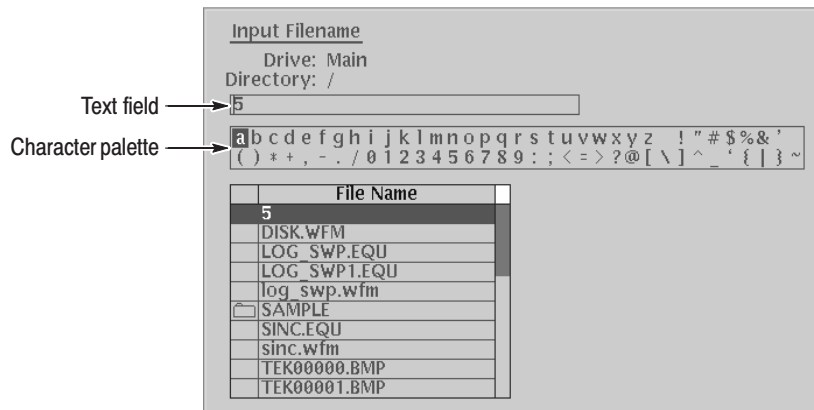 Input Filename
Drive: Main
Directory: /
Text field
5
Character palette
a b c d e f g h i j k l m n o p q r s t u v w x y z ! " # $ % & '
( ) * + , - . / 0 1 2 3 4 5 6 7 8 9 : ; < = > ? @ [ \ ] ^ _ ‘ { | } ~
File Name
5
DISK.WFM
LOG_SWP.EQU
LOG_SWP1.EQU
log_swp.wfm
SAMPLE
SINC.EQU
sinc.wfm
TEK00000.BMP
TEK00001.BMP